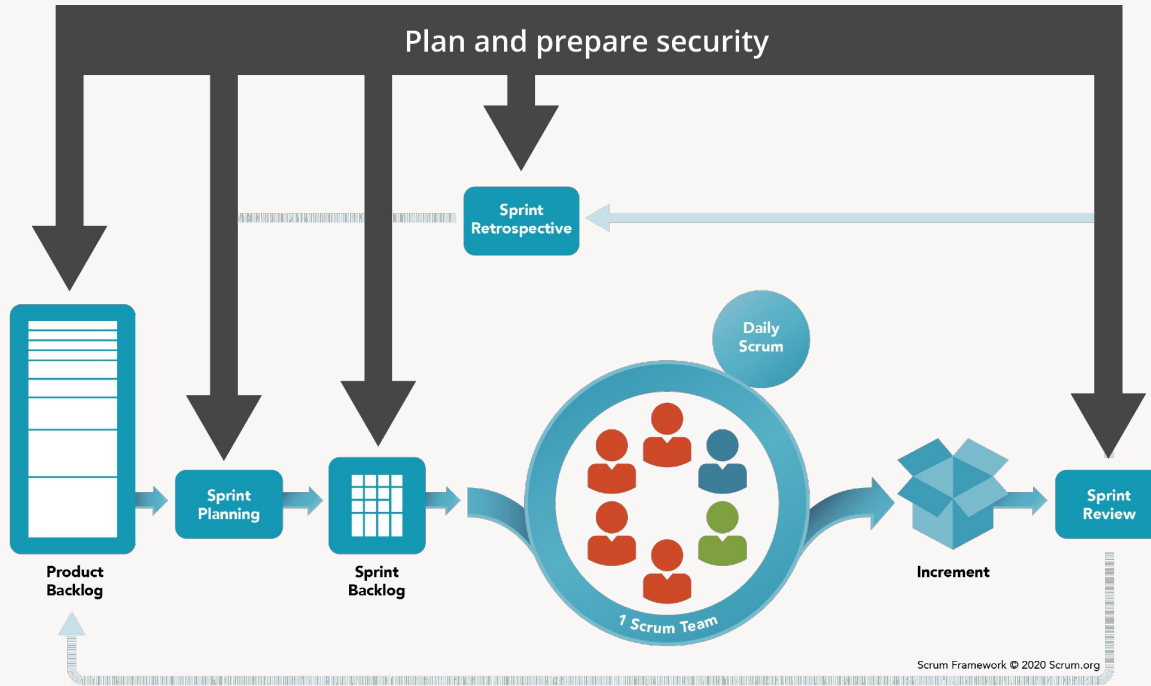 Plan and prepare security
Sprint
Retrospective
Daily
Scrum
Sprint
Planning
Sprint
Review
Product
Backlog
Sprint
Backlog
Increment
1 Scrum Team
Scrum Framework © 2020 Scrum.org